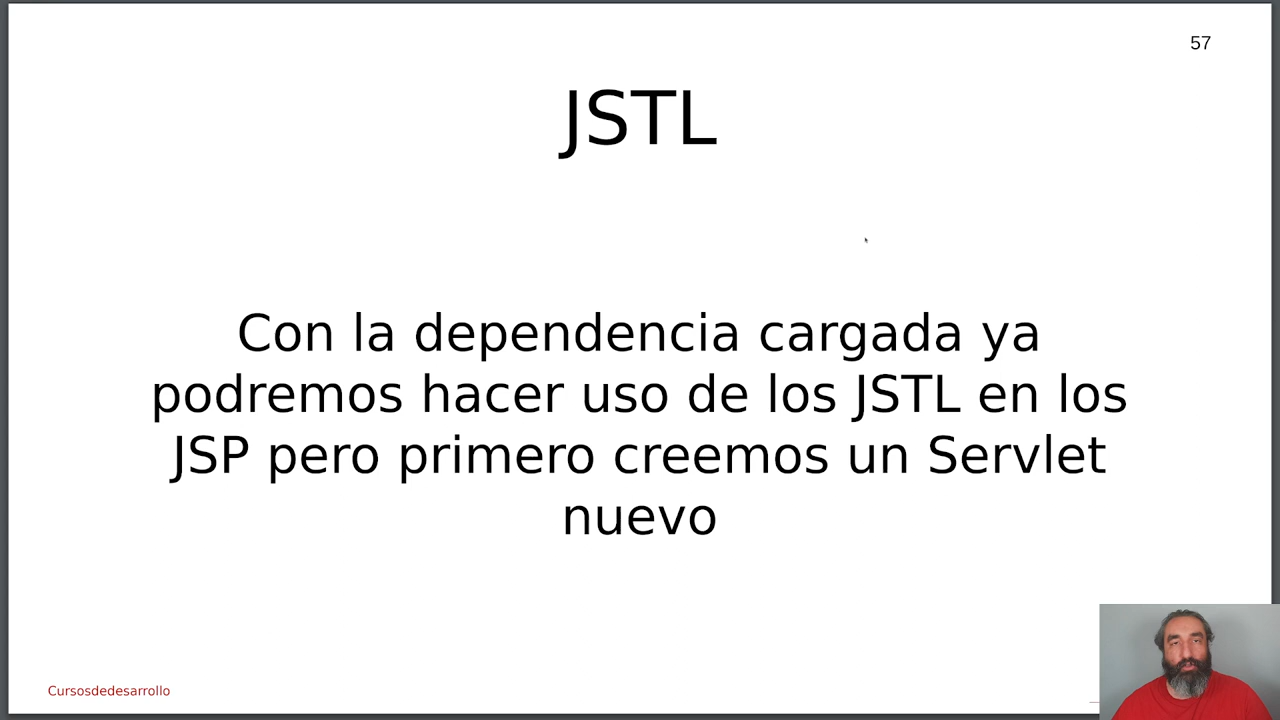 57
JSTL
Con la dependencia cargada ya
podremos hacer uso de los JSTL en los
JSP pero primero creemos un Servlet
nuevo
Cursosdedesarrollo